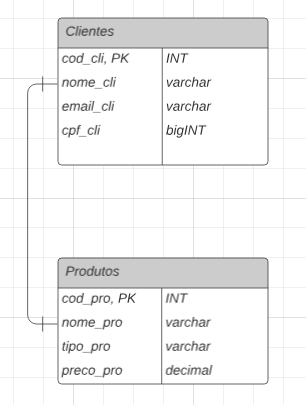 Clientes
cod_cli, PK INT
nome_cli varchar
email_cli varchar
cpf_cli bigINT
Produtos
cod_pro, PK INT
nome_pro varchar
tipo_pro varchar
preco_pro decimal